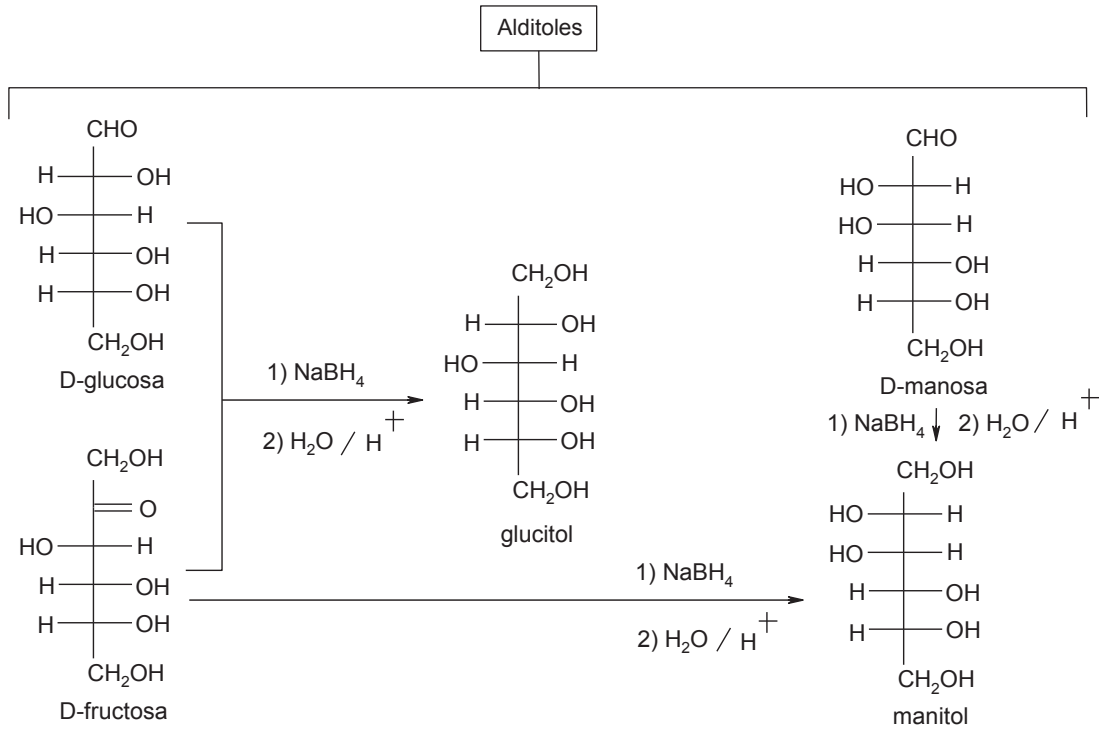 Alditoles
CHO
H OH
HO H
H OH
H OH
CH2OH
D-glucosa
CH2OH
O
HO H
H OH
H OH
CH2OH
D-fructosa
1) NaBH4
2) H2O / H+
CH2OH
H OH
HO H
H OH
H OH
CH2OH
glucitol
1) NaBH4
2) H2O / H+
CHO
HO H
HO H
H OH
H OH
CH2OH
D-manosa
1) NaBH4 2) H2O / H+
CH2OH
HO H
HO H
H OH
H OH
CH2OH
manitol